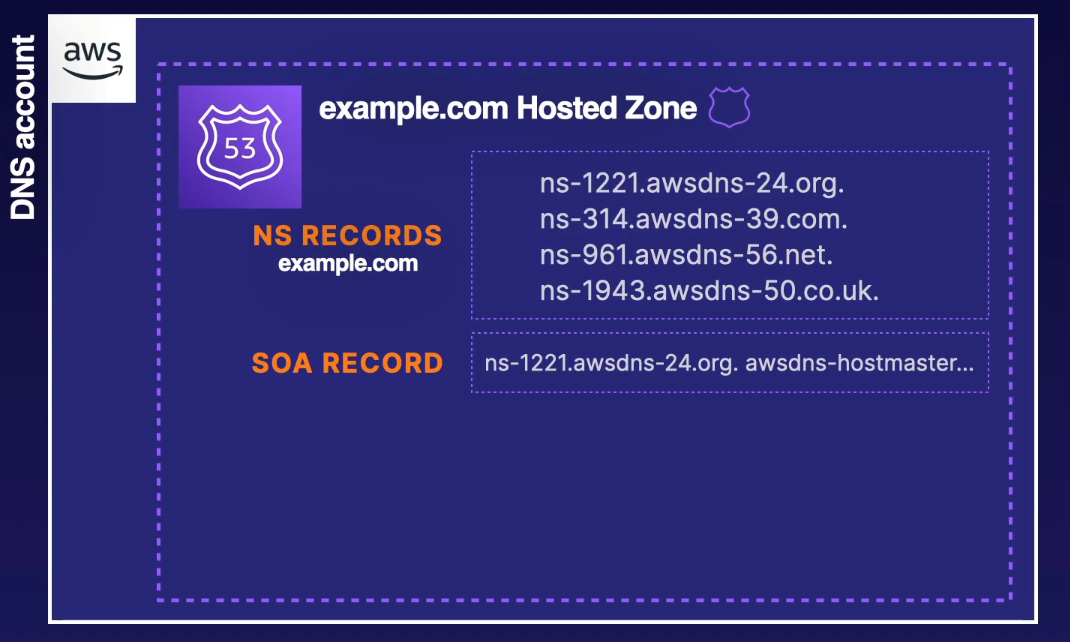 DNS account
aws
53
example.com Hosted Zone
NS RECORDS
example.com
ns-1221.awsdns-24.org.
ns-314.awsdns-39.com.
ns-961.awsdns-56.net.
ns-1943.awsdns-50.co.uk.
SOA RECORD
ns-1221.awsdns-24.org. awsdns-hostmaster...